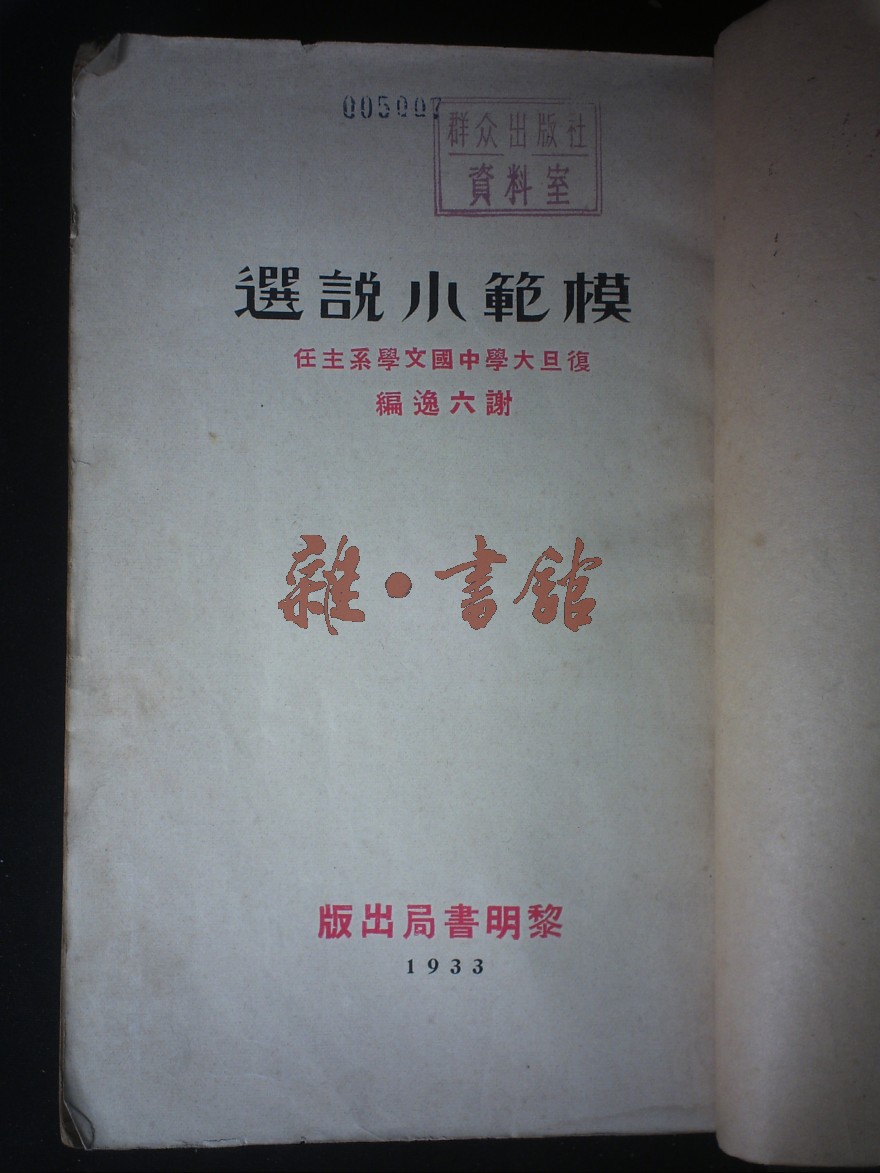 005007
群众出版社
資料室
模範小説選
復旦大學中國文學系主任
謝六逸編
雜·書館
黎明書局出版
1933